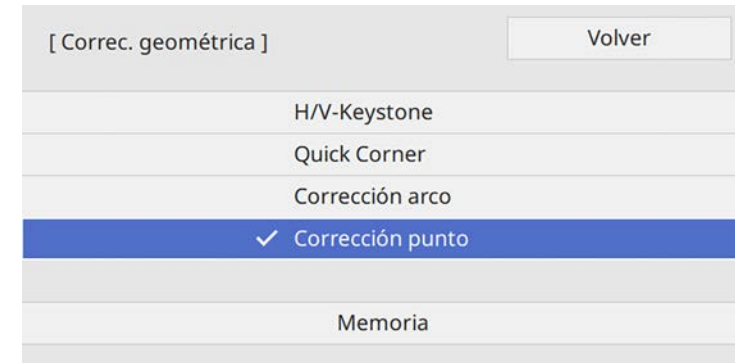 [ Correc. geométrica ]
Volver
H/V-Keystone
Quick Corner
Corrección arco
Corrección punto
Memoria